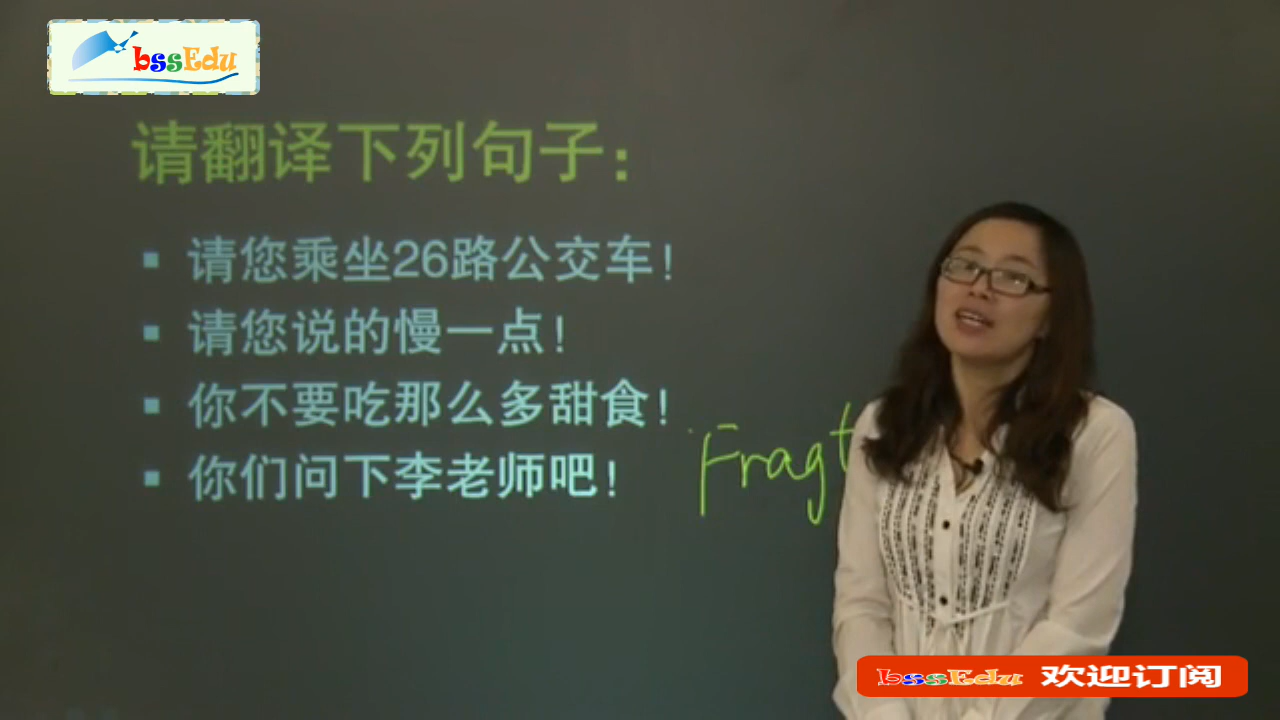 bssEdu
请翻译下列句子：
▪ 请您乘坐26路公交车！
▪ 请您说的慢一点！
▪ 你不要吃那么多甜食！
▪ 你们问下李老师吧！
Fragt
bssEdu 欢迎订阅